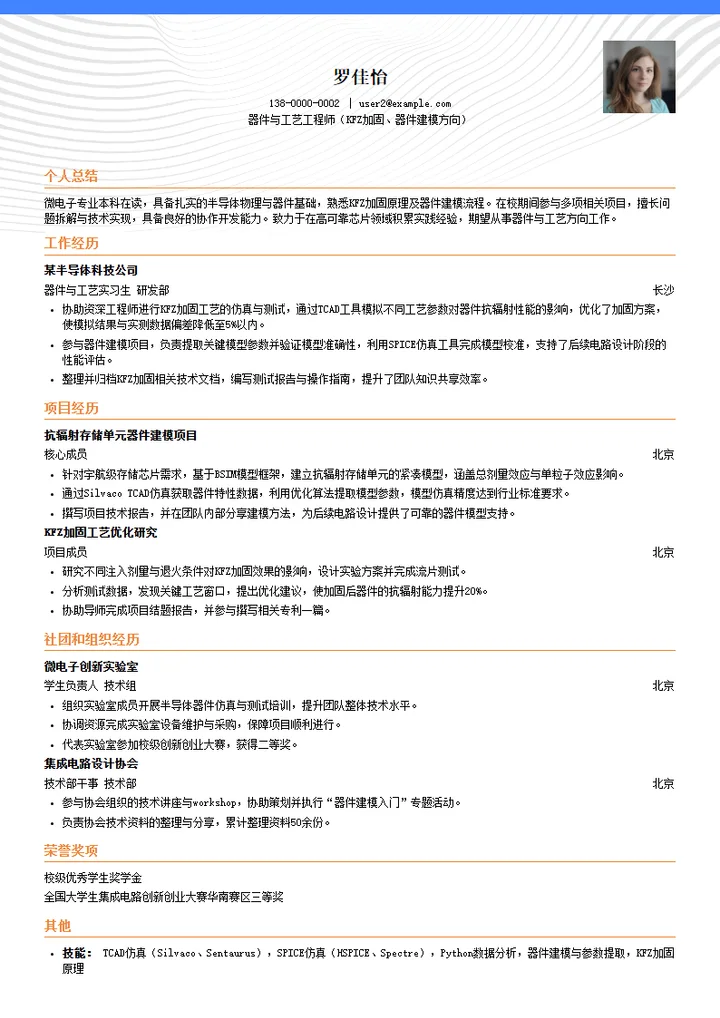 罗佳怡
138-0000-0002 | user2@example.com
器件与工艺工程师（KFZ加固、器件建模方向）
个人总结
微电子专业本科在读，具备扎实的半导体物理与器件基础，熟悉KFZ加固原理及器件建模流程。在校期间参与多项相关项目，擅长问
题拆解与技术实现，具备良好的协作开发能力。致力于在高可靠芯片领域积累实践经验，期望从事器件与工艺方向工作。
工作经历
某半导体科技公司
器件与工艺实习生 研发部 长沙
• 协助资深工程师进行KFZ加固工艺的仿真与测试，通过TCAD工具模拟不同工艺参数对器件抗辐射性能的影响，优化了加固方案，
使模拟结果与实测数据偏差降低至5%以内。
• 参与器件建模项目，负责提取关键模型参数并验证模型准确性，利用SPICE仿真工具完成模型校准，支持了后续电路设计阶段的
性能评估。
• 整理并归档KFZ加固相关技术文档，编写测试报告与操作指南，提升了团队知识共享效率。
项目经历
抗辐射存储单元器件建模项目
核心成员 北京
• 针对宇航级存储芯片需求，基于BSIM模型框架，建立抗辐射存储单元的紧凑模型，涵盖总剂量效应与单粒子效应影响。
• 通过Silvaco TCAD仿真获取器件特性数据，利用优化算法提取模型参数，模型仿真精度达到行业标准要求。
• 撰写项目技术报告，并在团队内部分享建模方法，为后续电路设计提供了可靠的器件模型支持。
KFZ加固工艺优化研究
项目成员 北京
• 研究不同注入剂量与退火条件对KFZ加固效果的影响，设计实验方案并完成流片测试。
• 分析测试数据，发现关键工艺窗口，提出优化建议，使加固后器件的抗辐射能力提升20%。
• 协助导师完成项目结题报告，并参与撰写相关专利一篇。
社团和组织经历
微电子创新实验室
学生负责人 技术组 北京
• 组织实验室成员开展半导体器件仿真与测试培训，提升团队整体技术水平。
• 协调资源完成实验室设备维护与采购，保障项目顺利进行。
• 代表实验室参加校级创新创业大赛，获得二等奖。
集成电路设计协会
技术部干事 技术部 北京
• 参与协会组织的技术讲座与workshop，协助策划并执行“器件建模入门”专题活动。
• 负责协会技术资料的整理与分享，累计整理资料50余份。
荣誉奖项
校级优秀学生奖学金
全国大学生集成电路创新创业大赛华南赛区三等奖
其他
• 技能： TCAD仿真（Silvaco、Sentaurus），SPICE仿真（HSPICE、Spectre），Python数据分析，器件建模与参数提取，KFZ加固
原理